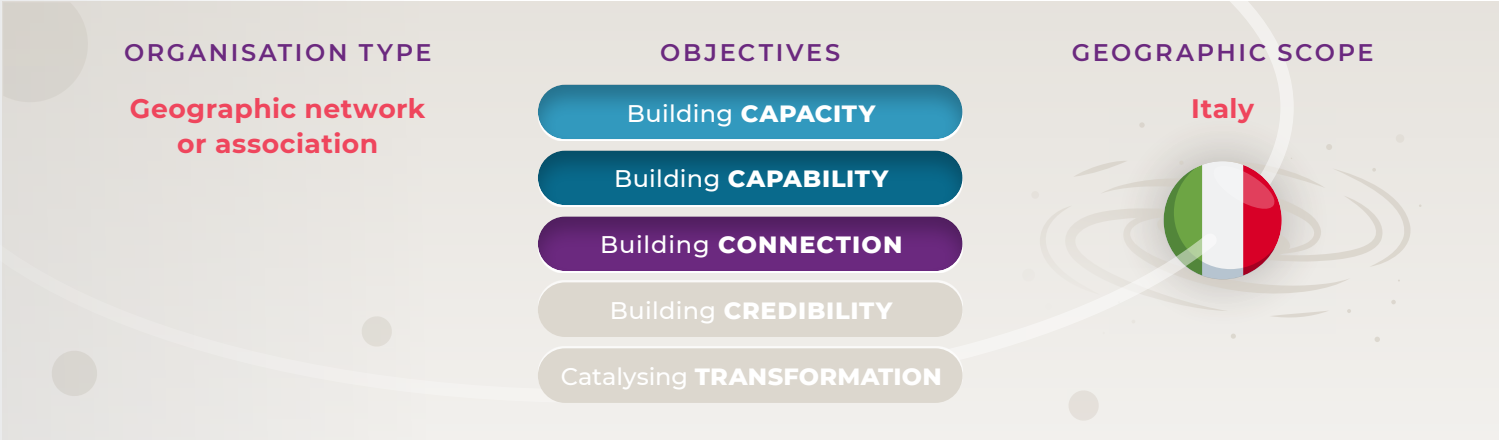 ORGANISATION TYPE
Geographic network
or association
OBJECTIVES
Building CAPACITY
Building CAPABILITY
Building CONNECTION
Building CREDIBILITY
Catalysing TRANSFORMATION
GEOGRAPHIC SCOPE
Italy